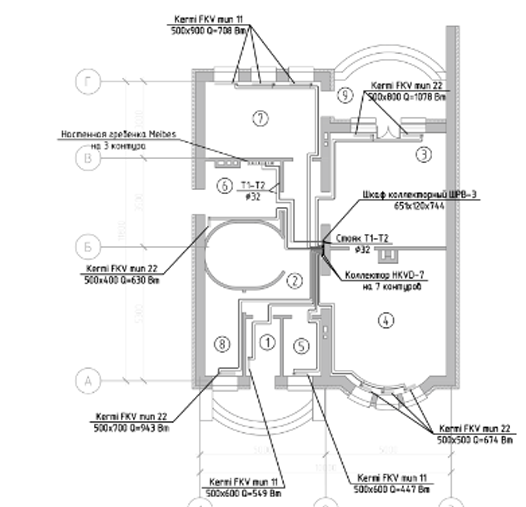 Kermi FKV тип 11
500x900 Q=708 Вт
Г
Kermi FKV тип 22
500x800 Q=1078 Вт
9
7
Настенная гребенка Meibes
на 3 контура
3
В
6
Т1-Т2
Ø32
Шкаф коллекторный ШРВ-3
651x120x744
Стояк Т1-Т2
Ø32
Б
Kermi FKV тип 22
500x400 Q=630 Вт
2
Коллектор HKVD-7
на 7 контуров
4
8
1
5
А
Kermi FKV тип 22
500x700 Q=943 Вт
Kermi FKV тип 22
500x500 Q=674 Вт
Kermi FKV тип 11
500x600 Q=549 Вт
Kermi FKV тип 11
500x600 Q=447 Вт